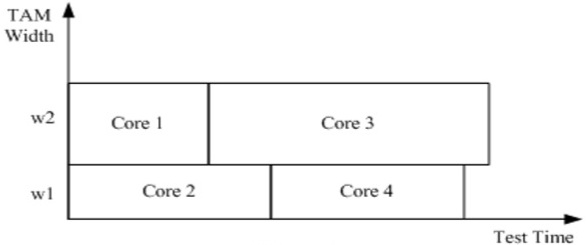 TAM
Width
w2
Core 1
Core 3
w1
Core 2
Core 4
Test Time